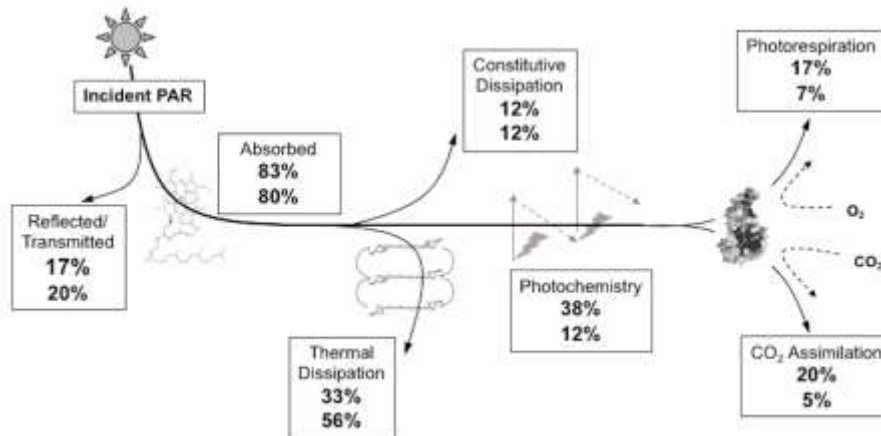 Incident PAR
Reflected/
Transmitted
17%
20%
Absorbed
83%
80%
Constitutive
Dissipation
12%
12%
Thermal
Dissipation
33%
56%
Photochemistry
38%
12%
Photorespiration
17%
7%
O₂
CO₂
CO₂ Assimilation
20%
5%